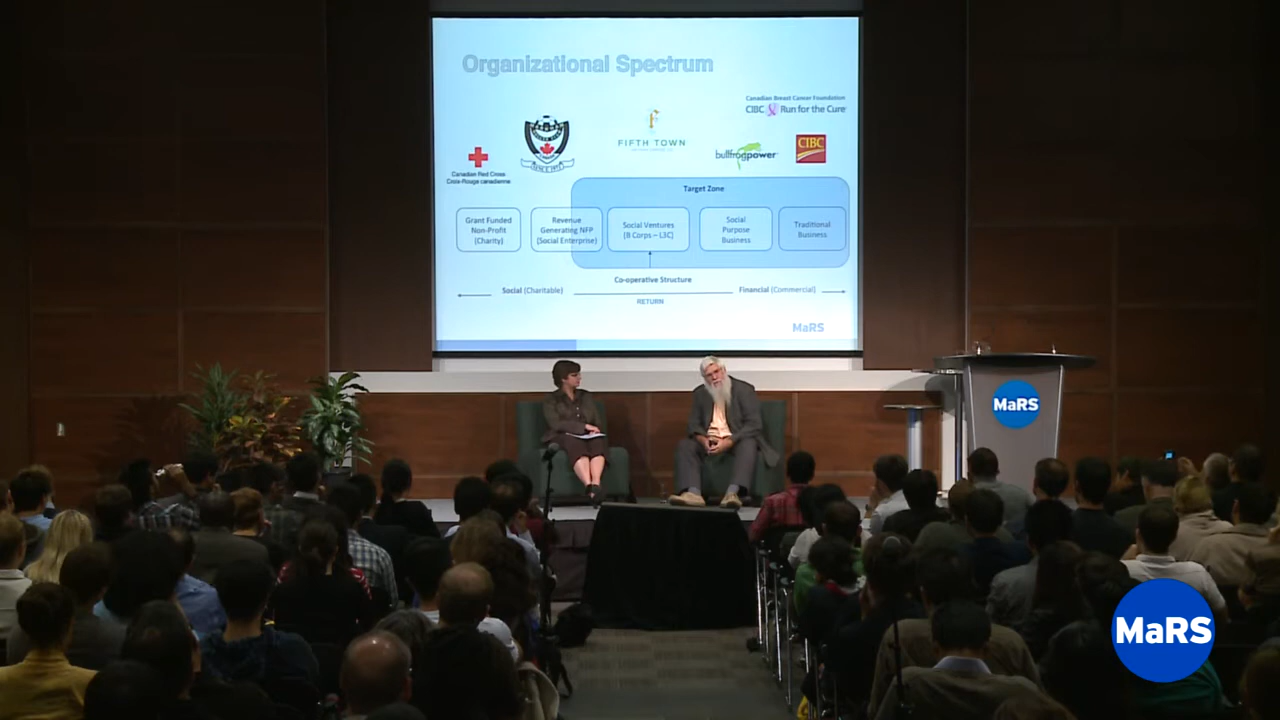 Organizational Spectrum
Canadian Breast Cancer Foundation
CIBC Run for the Cure
FIFTH TOWN
bullfrogpower
CIBC
Canadian Red Cross
Croix-Rouge canadienne
Target Zone
Grant Funded
Non-Profit
(Charity)
Revenue
Generating NFP
(Social Enterprise)
Social Ventures
(B Corps – L3C)
Social
Purpose
Business
Traditional
Business
Co-operative Structure
Social (Charitable)
Financial (Commercial)
RETURN
MaRS
MaRS
MaRS